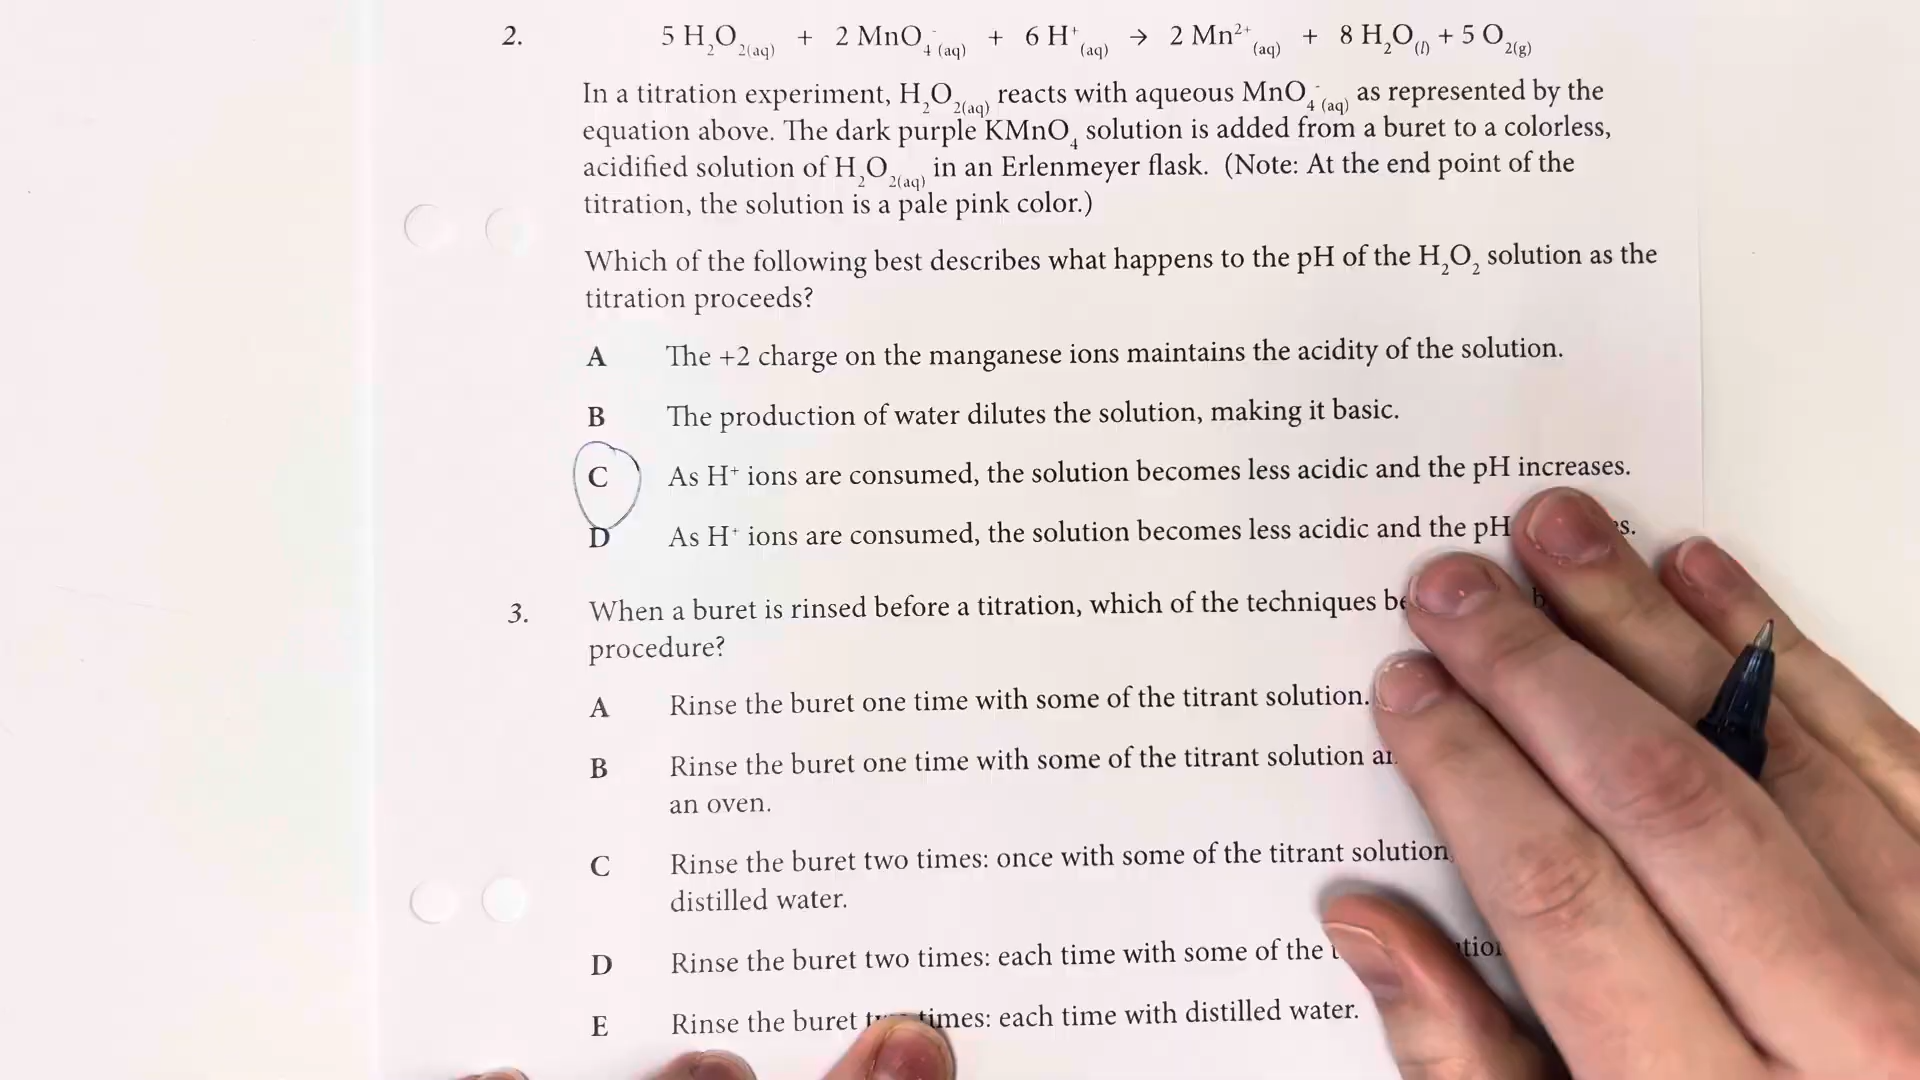 2. 5 H₂O₂(aq) + 2 MnO₄⁻(aq) + 6 H⁺(aq) → 2 Mn²⁺(aq) + 8 H₂O(l) + 5 O₂(g)
In a titration experiment, H₂O₂(aq) reacts with aqueous MnO₄⁻(aq) as represented by the
equation above. The dark purple KMnO₄ solution is added from a buret to a colorless,
acidified solution of H₂O₂(aq) in an Erlenmeyer flask. (Note: At the end point of the
titration, the solution is a pale pink color.)
Which of the following best describes what happens to the pH of the H₂O₂ solution as the
titration proceeds?
A The +2 charge on the manganese ions maintains the acidity of the solution.
B The production of water dilutes the solution, making it basic.
C As H⁺ ions are consumed, the solution becomes less acidic and the pH increases.
D As H⁺ ions are consumed, the solution becomes less acidic and the pH
3. When a buret is rinsed before a titration, which of the techniques
procedure?
A Rinse the buret one time with some of the titrant solution.
B Rinse the buret one time with some of the titrant solution
an oven.
C Rinse the buret two times: once with some of the titrant solution
distilled water.
D Rinse the buret two times: each time with some of the
E Rinse the buret times: each time with distilled water.